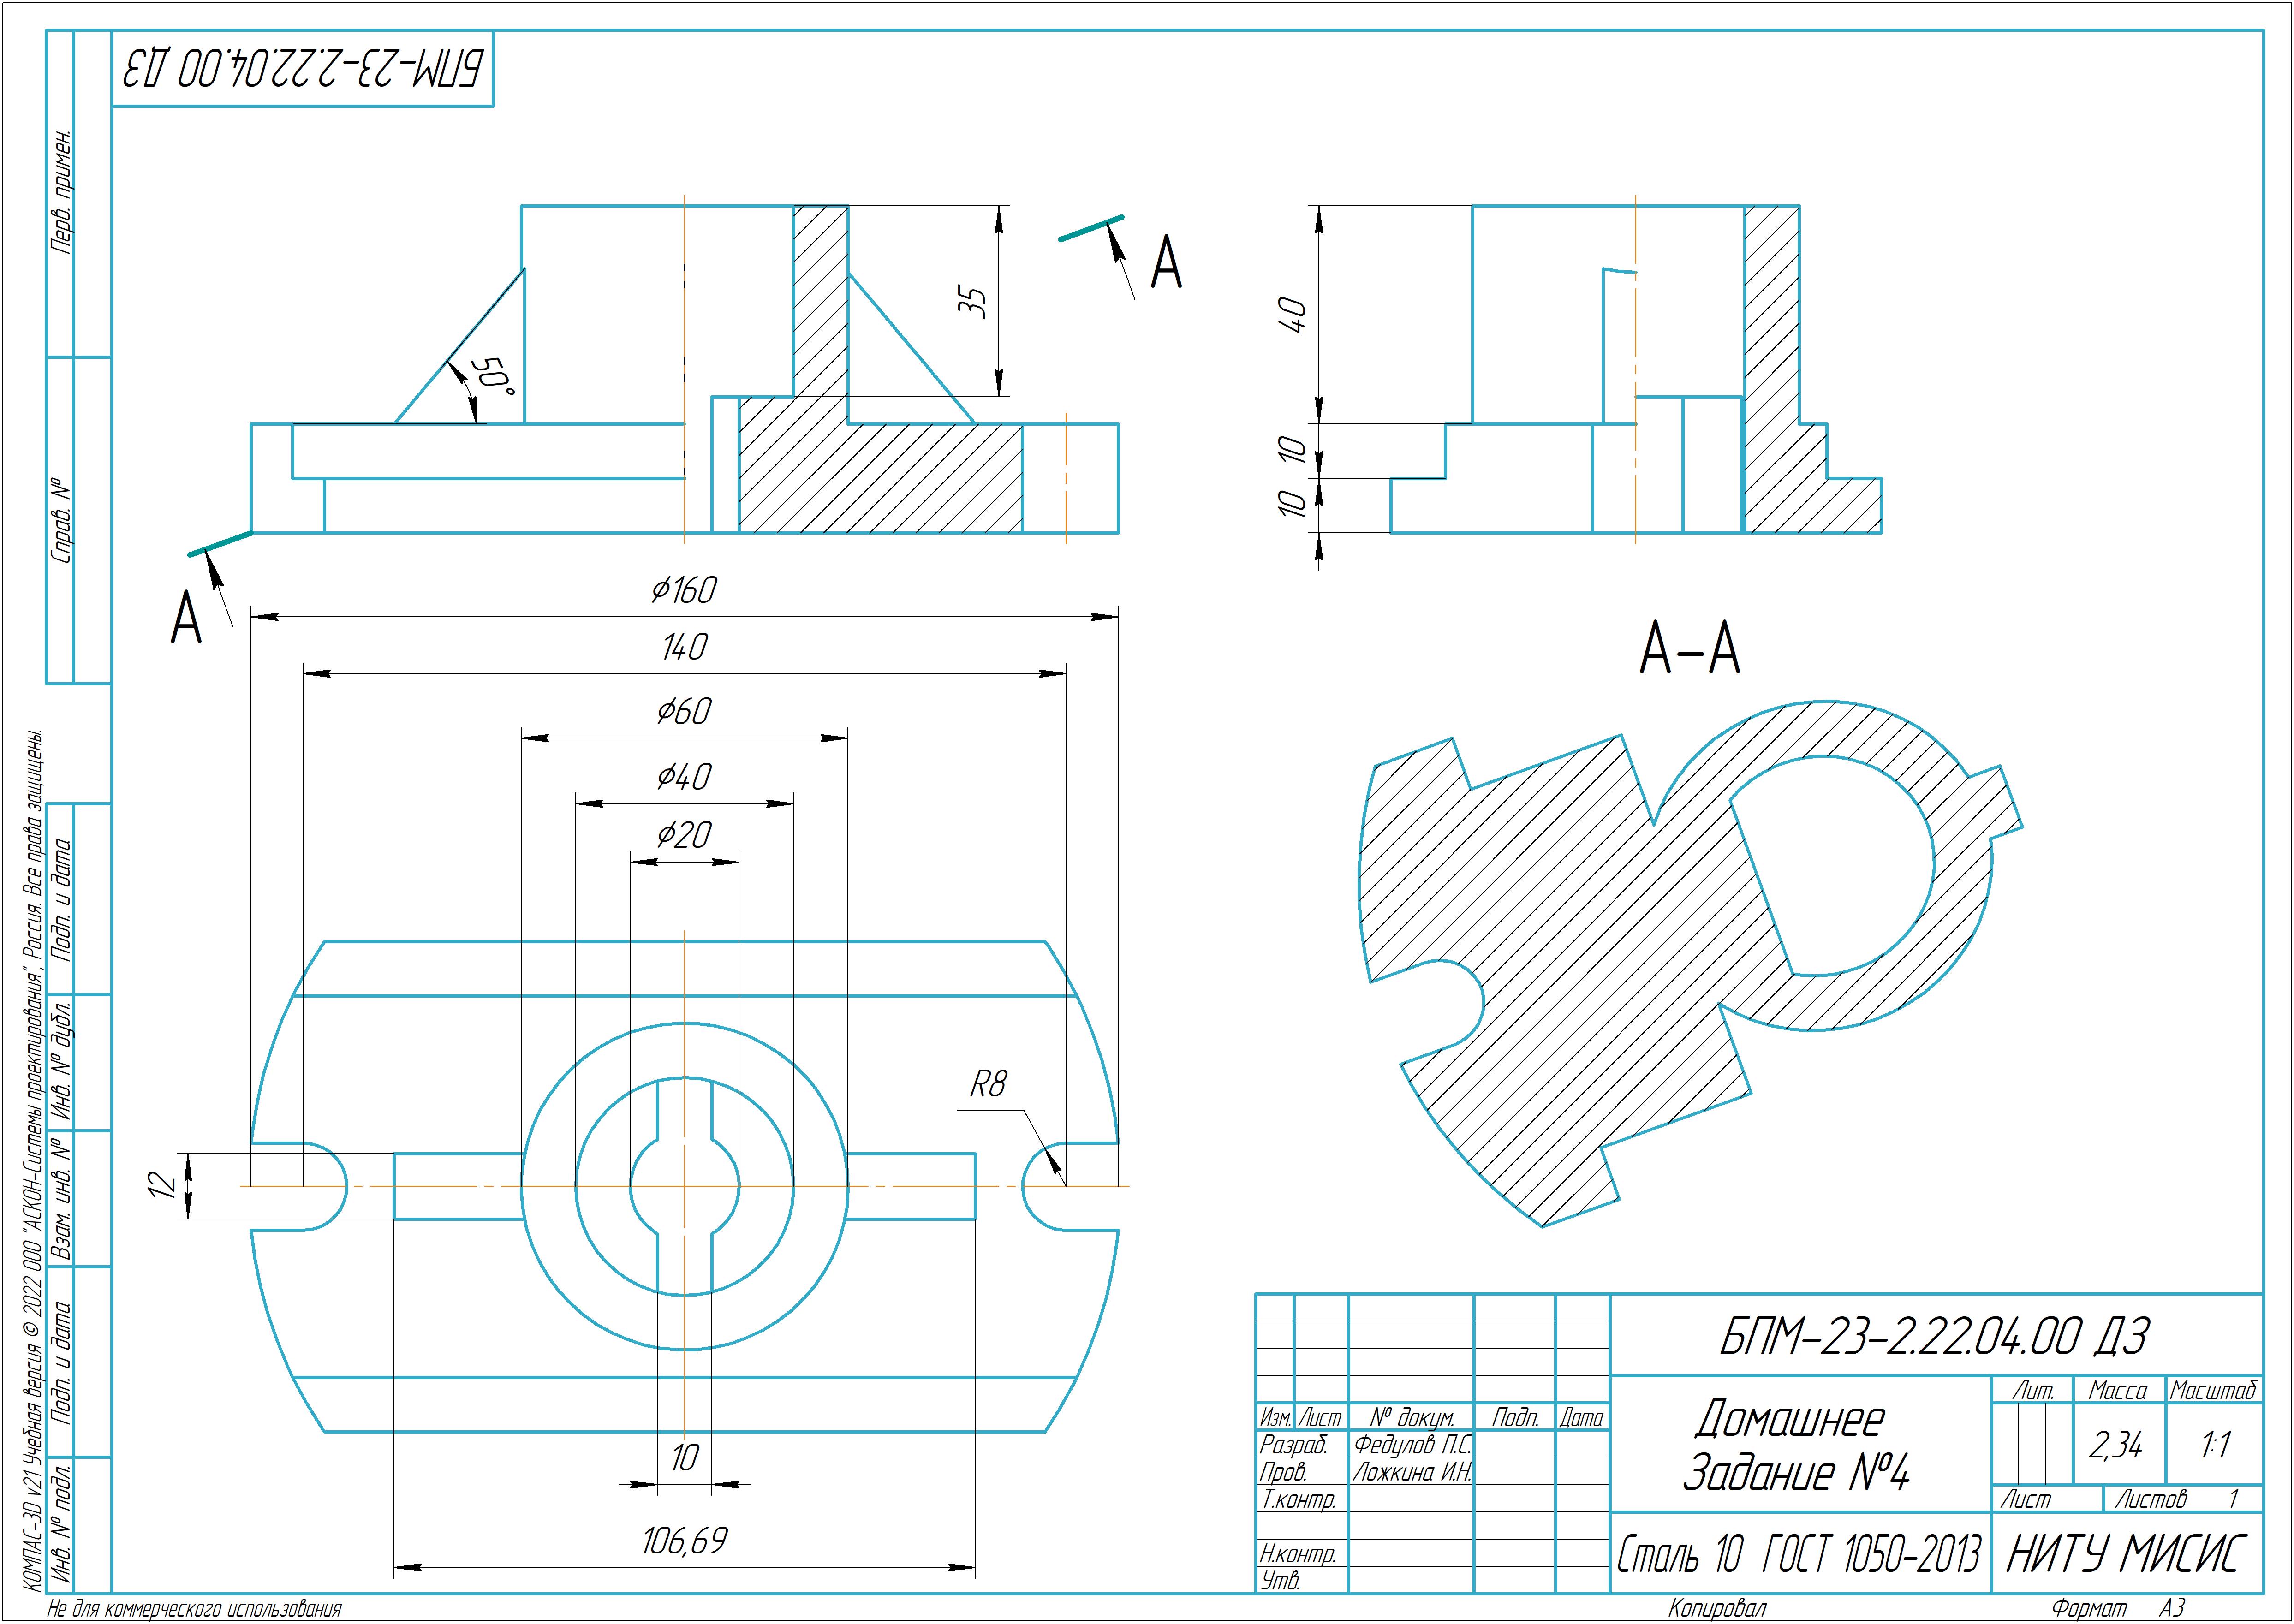 БПМ-23-2.22.04.00 ДЗ
Перв. примен.
Справ. №
Подп. и дата
Инв. № дубл.
Взам. инв. №
Подп. и дата
Инв. № подл.
КОМПАС-3D v21 Учебная версия © 2022 ООО "АСКОН-Системы проектирования", Россия. Все права защищены.
50°
35
А
А
40
10
10
⌀160
140
⌀60
⌀40
⌀20
R8
12
10
106,69
А-А
БПМ-23-2.22.04.00 ДЗ
Домашнее
Задание №4
Лит. Масса Масштаб
2,34 1:1
Лист Листов 1
Изм. Лист № докум. Подп. Дата
Разраб. Федулов П.С.
Пров. Ложкина И.Н.
Т.контр.
Н.контр.
Утв.
Сталь 10 ГОСТ 1050-2013
НИТУ МИСИС
Не для коммерческого использования
Копировал
Формат А3